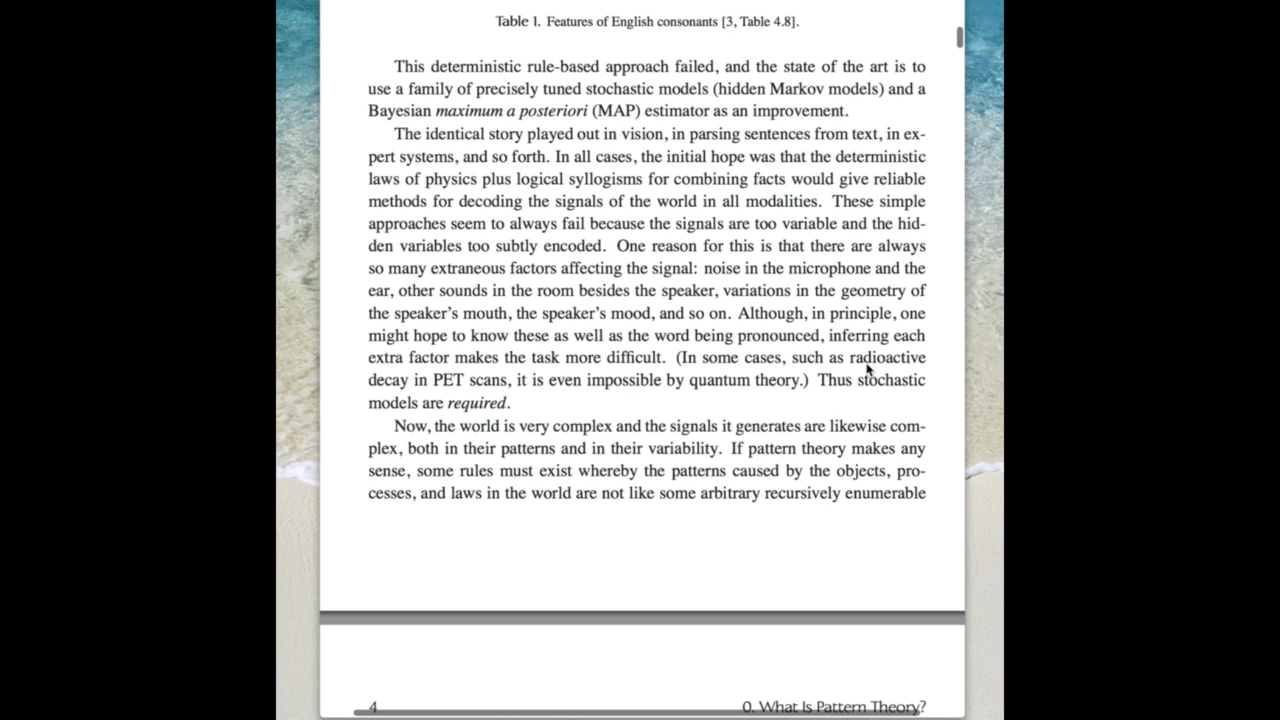 Table 1. Features of English consonants [3, Table 4.8].
This deterministic rule-based approach failed, and the state of the art is to
use a family of precisely tuned stochastic models (hidden Markov models) and a
Bayesian maximum a posteriori (MAP) estimator as an improvement.
The identical story played out in vision, in parsing sentences from text, in ex-
pert systems, and so forth. In all cases, the initial hope was that the deterministic
laws of physics plus logical syllogisms for combining facts would give reliable
methods for decoding the signals of the world in all modalities. These simple
approaches seem to always fail because the signals are too variable and the hid-
den variables too subtly encoded. One reason for this is that there are always
so many extraneous factors affecting the signal: noise in the microphone and the
ear, other sounds in the room besides the speaker, variations in the geometry of
the speaker's mouth, the speaker's mood, and so on. Although, in principle, one
might hope to know these as well as the word being pronounced, inferring each
extra factor makes the task more difficult. (In some cases, such as radioactive
decay in PET scans, it is even impossible by quantum theory.) Thus stochastic
models are required.
Now, the world is very complex and the signals it generates are likewise com-
plex, both in their patterns and in their variability. If pattern theory makes any
sense, some rules must exist whereby the patterns caused by the objects, pro-
cesses, and laws in the world are not like some arbitrary recursively enumerable
4 0. What Is Pattern Theory?